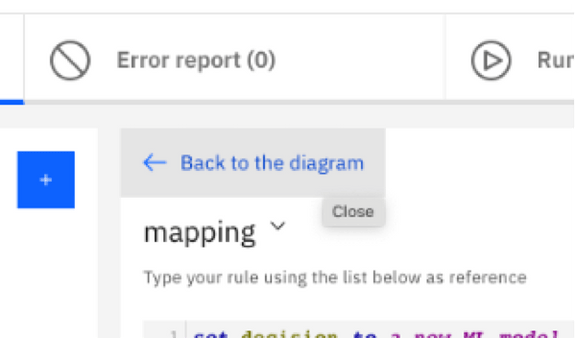 Error report (0)
Run
+
← Back to the diagram
Close
mapping
Type your rule using the list below as reference
1 set decision to a new ML model